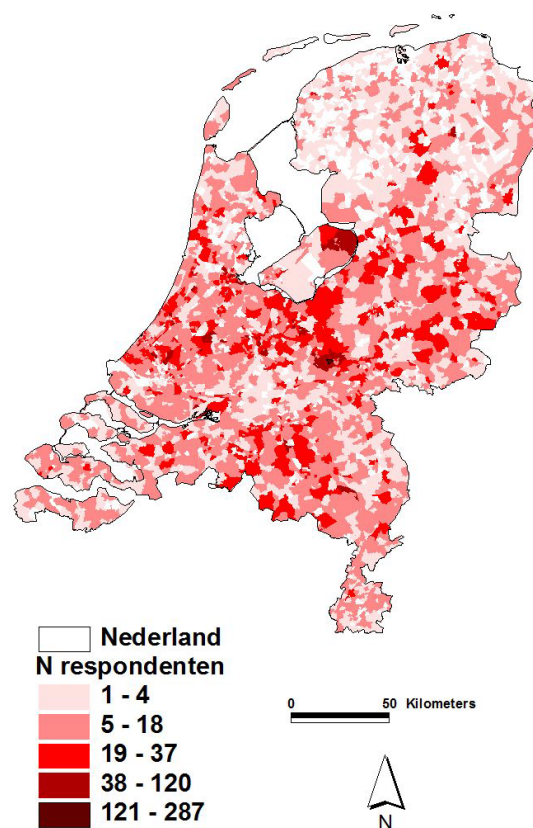 Nederland
N respondenten
1 - 4
5 - 18
19 - 37
38 - 120
121 - 287
0 50 Kilometers
N